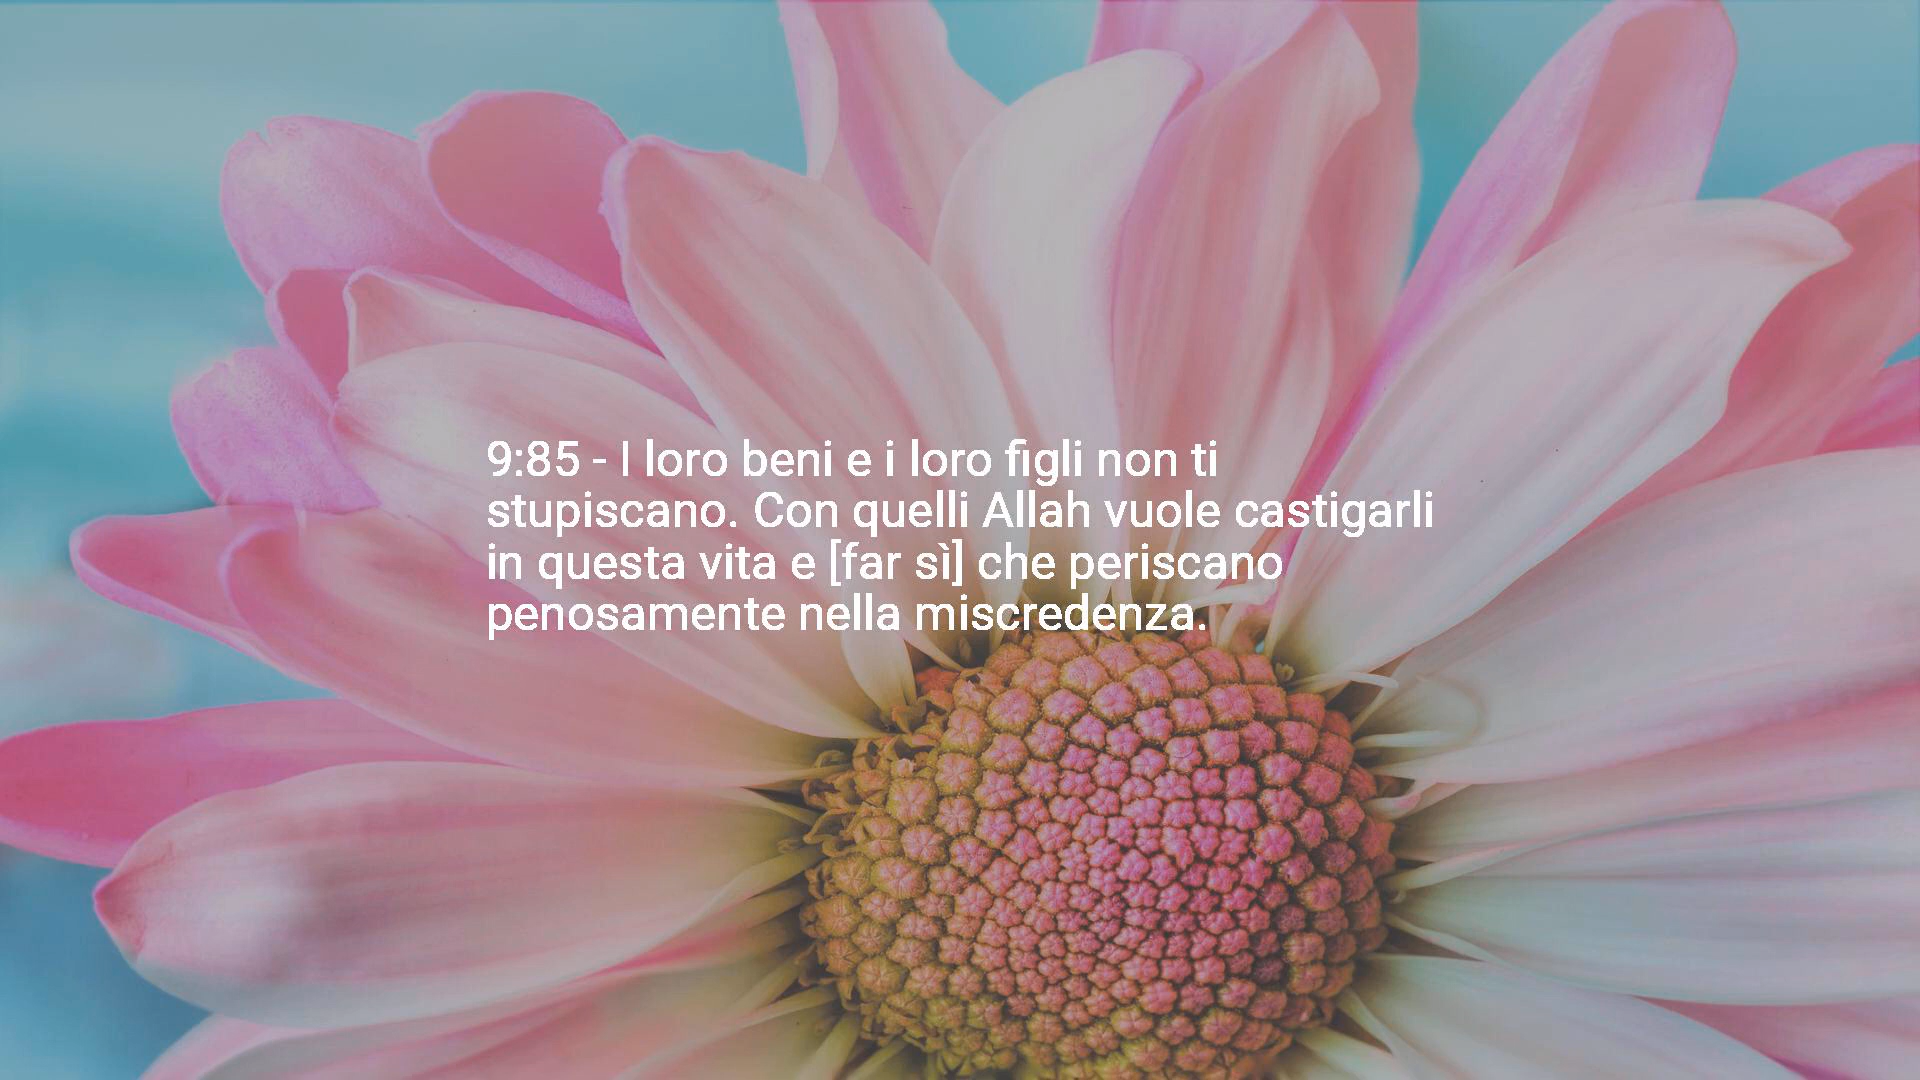 9:85 - I loro beni e i loro figli non ti
stupiscano. Con quelli Allah vuole castigarli
in questa vita e [far sì] che periscano
penosamente nella miscredenza.